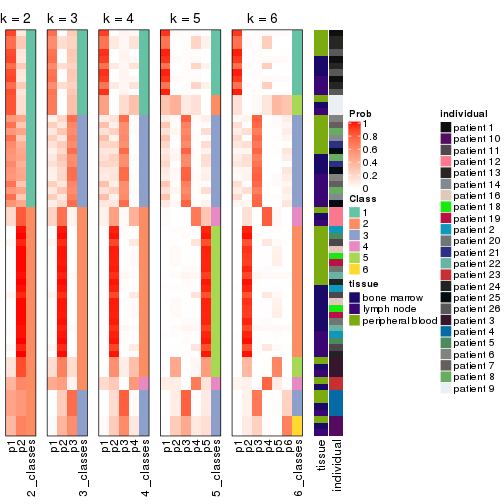 k = 2
k = 3
k = 4
k = 5
k = 6
p1
p2
2_classes
p1
p2
p3
3_classes
p1
p2
p3
p4
4_classes
p1
p2
p3
p4
p5
5_classes
p1
p2
p3
p4
p5
p6
6_classes
tissue
individual
Prob
1
0.8
0.6
0.4
0.2
0
Class
1
2
3
4
5
6
tissue
bone marrow
lymph node
peripheral blood
Individual
patient 1
patient 10
patient 11
patient 12
patient 13
patient 14
patient 16
patient 18
patient 19
patient 2
patient 20
patient 21
patient 22
patient 23
patient 24
patient 25
patient 26
patient 3
patient 4
patient 5
patient 6
patient 7
patient 8
patient 9